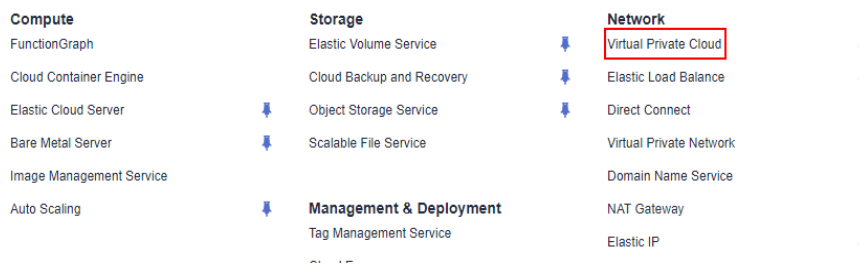 Compute
FunctionGraph
Cloud Container Engine
Elastic Cloud Server
Bare Metal Server
Image Management Service
Auto Scaling
Storage
Elastic Volume Service
Cloud Backup and Recovery
Object Storage Service
Scalable File Service
Management & Deployment
Tag Management Service
Network
Virtual Private Cloud
Elastic Load Balance
Direct Connect
Virtual Private Network
Domain Name Service
NAT Gateway
Elastic IP